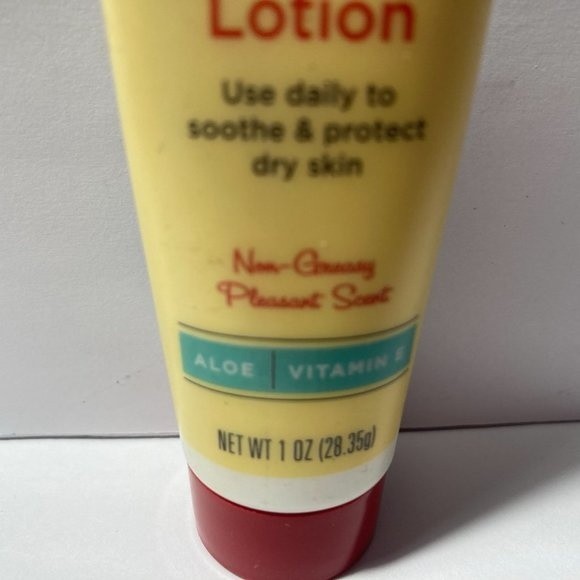 Lotion
Use daily to
soothe & protect
dry skin
Non-Greasy
Pleasant Scent
ALOE | VITAMIN E
NET WT 1 OZ (28.35g)